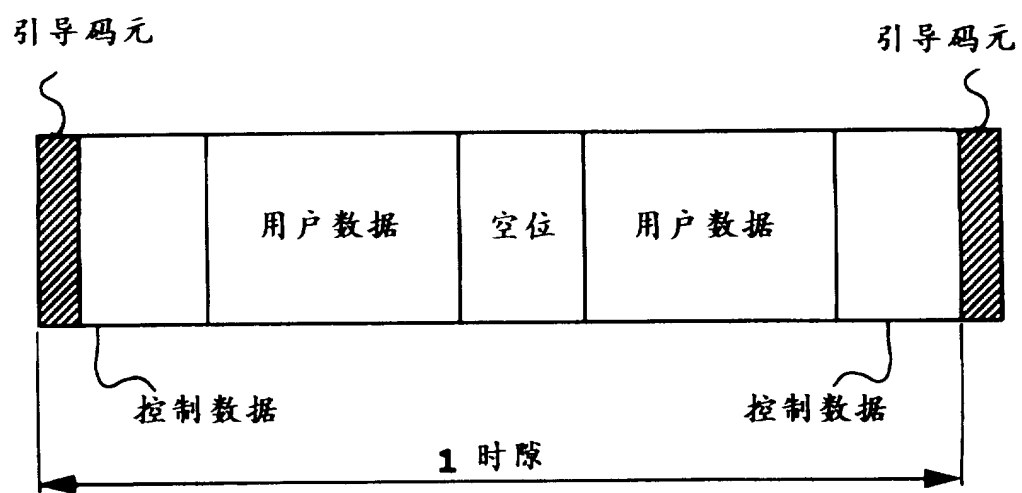 引导码元
引导码元
用户数据
空位
用户数据
控制数据
控制数据
1 时隙